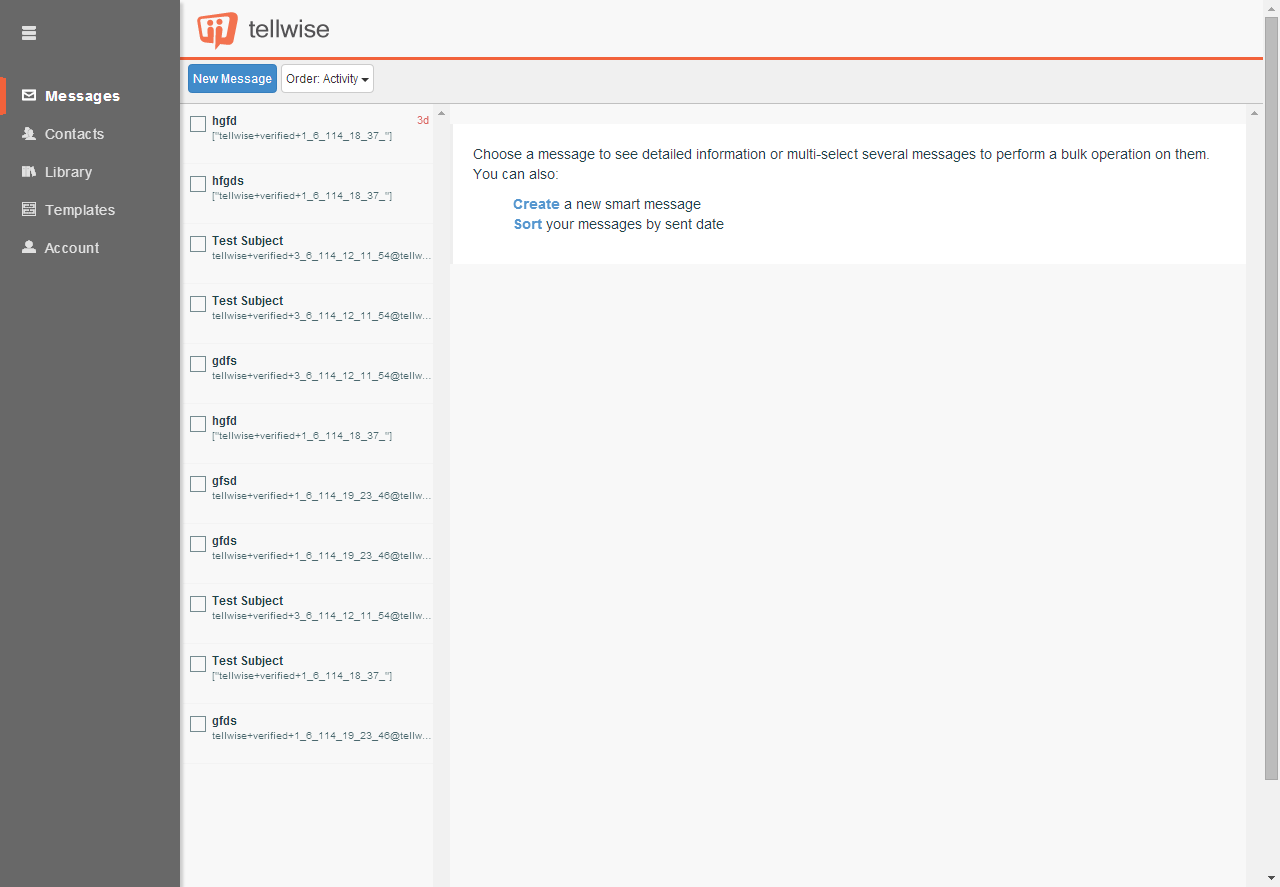 tellwise
Messages
Contacts
Library
Templates
Account
New Message
Order: Activity
hgfd 3d
["tellwise+verified+1_6_114_18_37_"]
hfgds
["tellwise+verified+1_6_114_18_37_"]
Test Subject
tellwise+verified+3_6_114_12_11_54@tellw...
Test Subject
tellwise+verified+3_6_114_12_11_54@tellw...
gdfs
tellwise+verified+3_6_114_12_11_54@tellw...
hgfd
["tellwise+verified+1_6_114_18_37_"]
gfsd
tellwise+verified+1_6_114_19_23_46@tellw...
gfds
tellwise+verified+1_6_114_19_23_46@tellw...
Test Subject
tellwise+verified+3_6_114_12_11_54@tellw...
Test Subject
["tellwise+verified+1_6_114_18_37_"]
gfds
tellwise+verified+1_6_114_19_23_46@tellw...
Choose a message to see detailed information or multi-select several messages to perform a bulk operation on them.
You can also:
Create a new smart message
Sort your messages by sent date